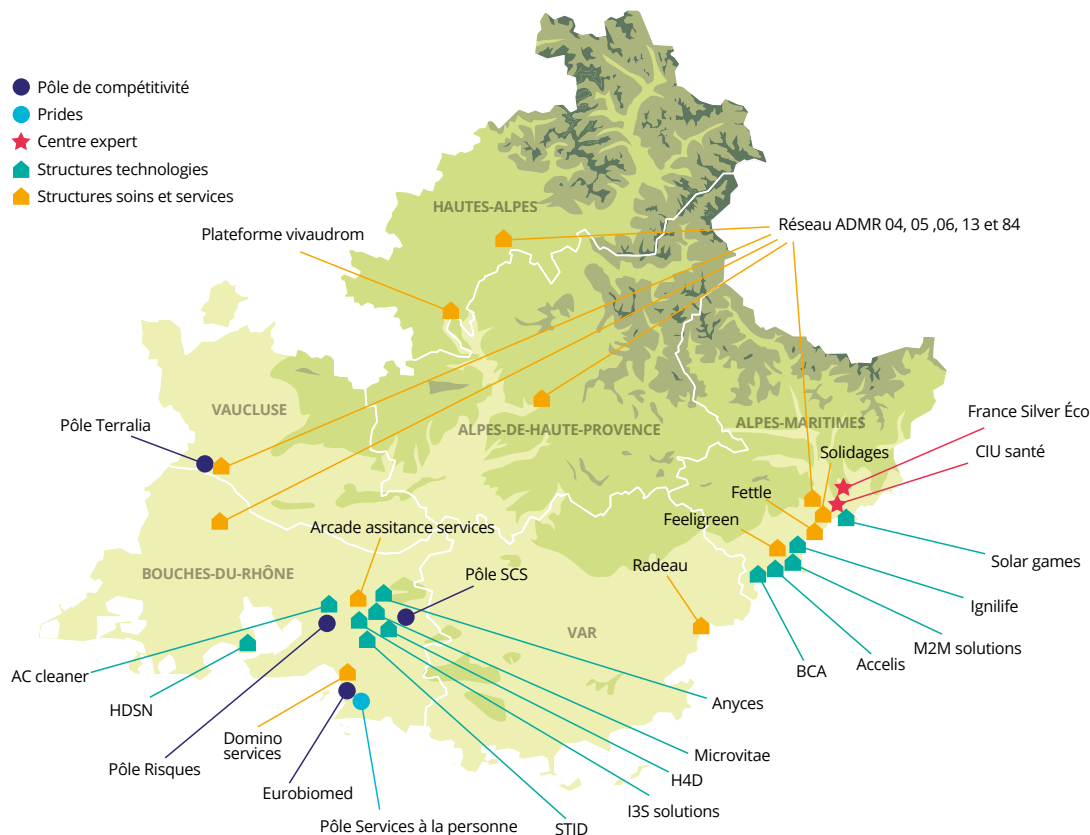 Pôle de compétitivité
Prides
Centre expert
Structures technologies
Structures soins et services
HAUTES-ALPES
Plateforme vivaudrom
Réseau ADMR 04, 05 ,06, 13 et 84
VAUCLUSE
Pôle Terralia
ALPES-DE-HAUTE-PROVENCE
ALPES-MARITIMES
France Silver Éco
Solidages
CIU santé
Fettle
Feeligreen
Arcade assitance services
Solar games
BOUCHES-DU-RHÔNE
Pôle SCS
Radeau
Ignilife
VAR
M2M solutions
Accelis
BCA
AC cleaner
HDSN
Anyces
Domino
services
Microvitae
Pôle Risques
H4D
Eurobiomed
I3S solutions
Pôle Services à la personne
STID